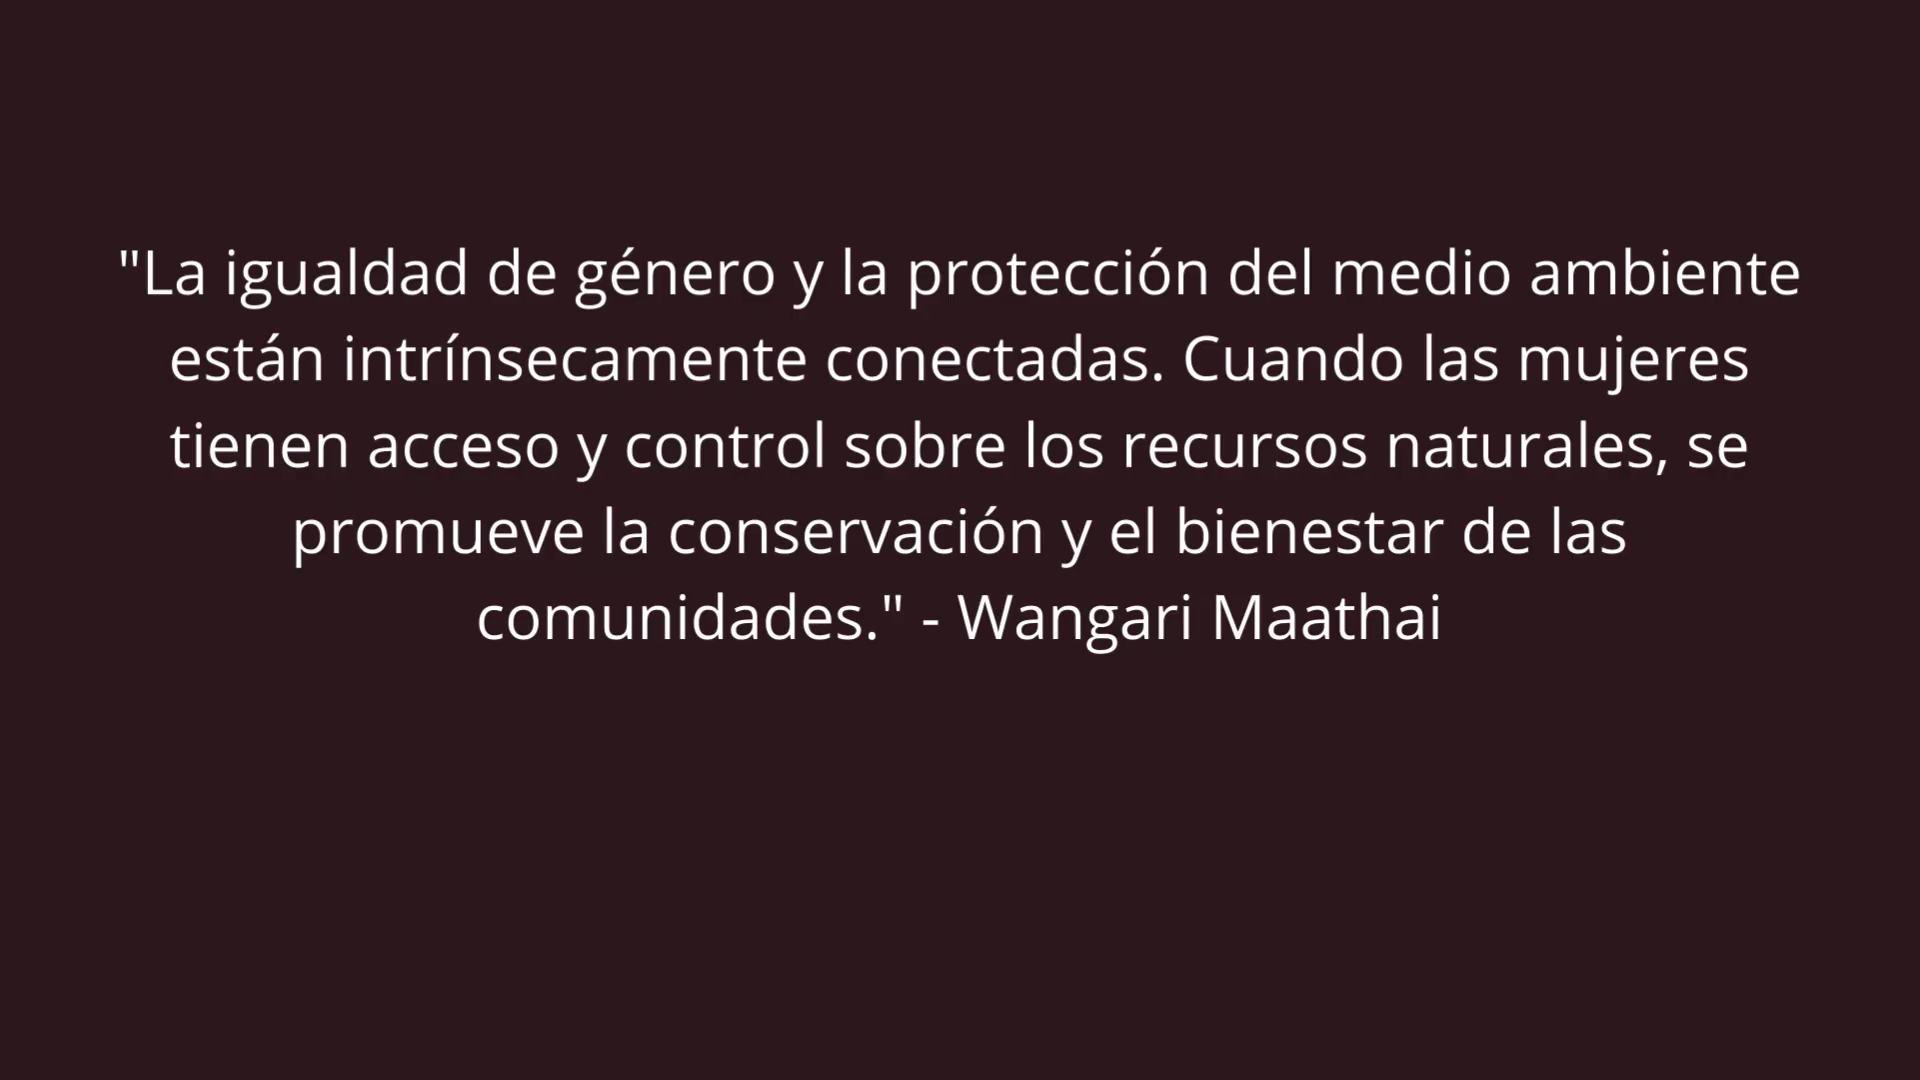 "La igualdad de género y la protección del medio ambiente
están intrínsecamente conectadas. Cuando las mujeres
tienen acceso y control sobre los recursos naturales, se
promueve la conservación y el bienestar de las
comunidades." - Wangari Maathai